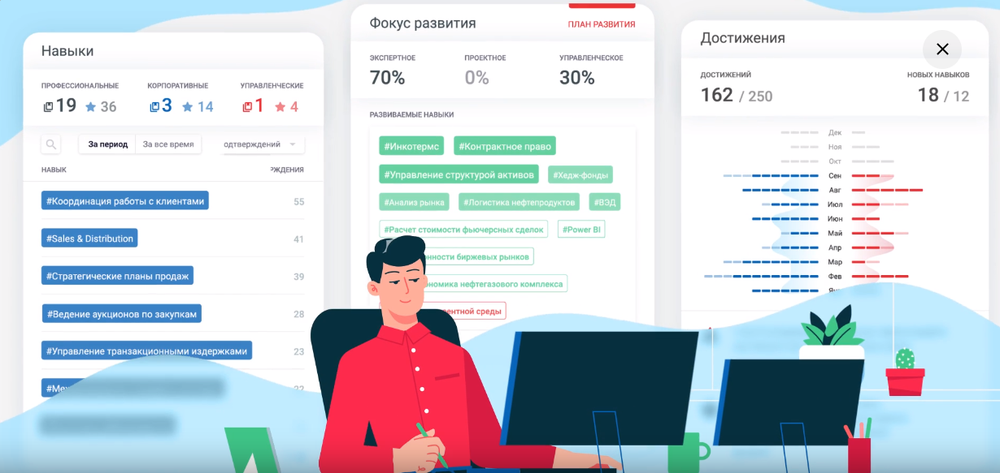 Навыки
ПРОФЕССИОНАЛЬНЫЕ КОРПОРАТИВНЫЕ УПРАВЛЕНЧЕСКИЕ
19 36 3 14 1 4
За период За все время одтверждений
НАВЫК ЖДЕНИЯ
#Координация работы с клиентами 55
#Sales & Distribution 41
#Стратегические планы продаж 39
#Ведение аукционов по закупкам 28
#Управление транзакционными издержками 23
22
Фокус развития ПЛАН РАЗВИТИЯ
ЭКСПЕРТНОЕ ПРОЕКТНОЕ УПРАВЛЕНЧЕСКОЕ
70% 0% 30%
РАЗВИВАЕМЫЕ НАВЫКИ
#Инкотермс #Контрактное право
#Управление структурой активов #Хедж-фонды
#Анализ рынка #Логистика нефтепродуктов #ВЭД
#Расчет стоимости фьючерсных сделок #Power BI
нности биржевых рынков
ономика нефтегазового комплекса
ентной среды
Достижения
ДОСТИЖЕНИЙ НОВЫХ НАВЫКОВ
162 / 250 18 / 12
Дек
Ноя
Окт
Сен
Авг
Июл
Июн
Май
Апр
Мар
Фев